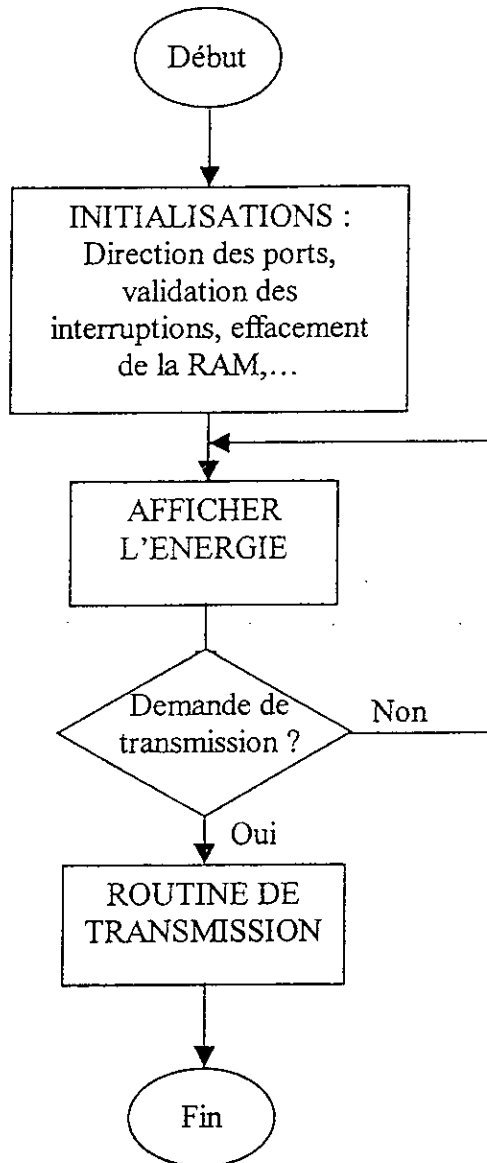 Début
INITIALISATIONS :
Direction des ports,
validation des
interruptions, effacement
de la RAM,...
AFFICHER
L'ENERGIE
Demande de
transmission ?
Non
Oui
ROUTINE DE
TRANSMISSION
Fin